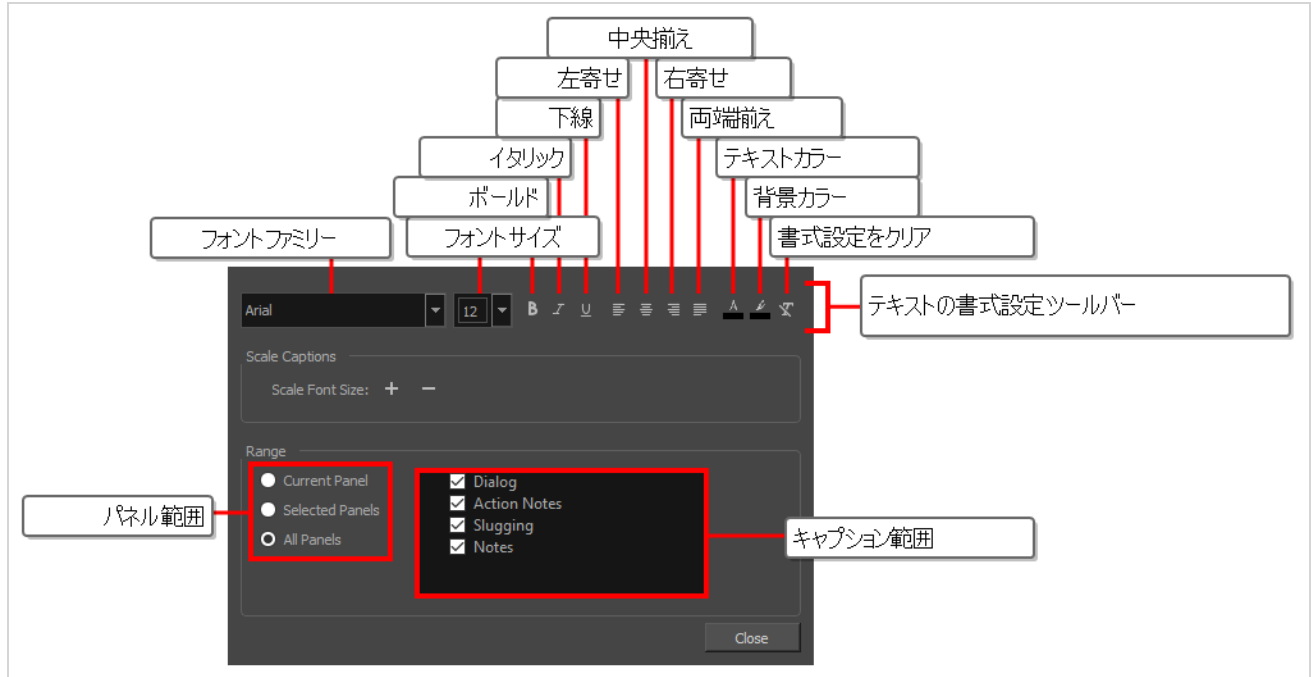 中央揃え
左寄せ
右寄せ
下線
両端揃え
イタリック
テキストカラー
ボールド
背景カラー
フォントファミリー
フォントサイズ
書式設定をクリア
Arial
12
B I U
A
テキストの書式設定ツールバー
Scale Captions
Scale Font Size: + −
Range
Current Panel
Selected Panels
All Panels
Dialog
Action Notes
Slugging
Notes
パネル範囲
キャプション範囲
Close